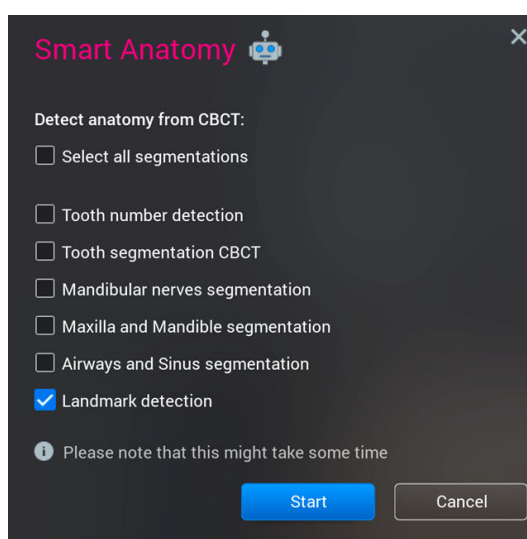 Smart Anatomy
Detect anatomy from CBCT:
Select all segmentations
Tooth number detection
Tooth segmentation CBCT
Mandibular nerves segmentation
Maxilla and Mandible segmentation
Airways and Sinus segmentation
Landmark detection
Please note that this might take some time
Start Cancel